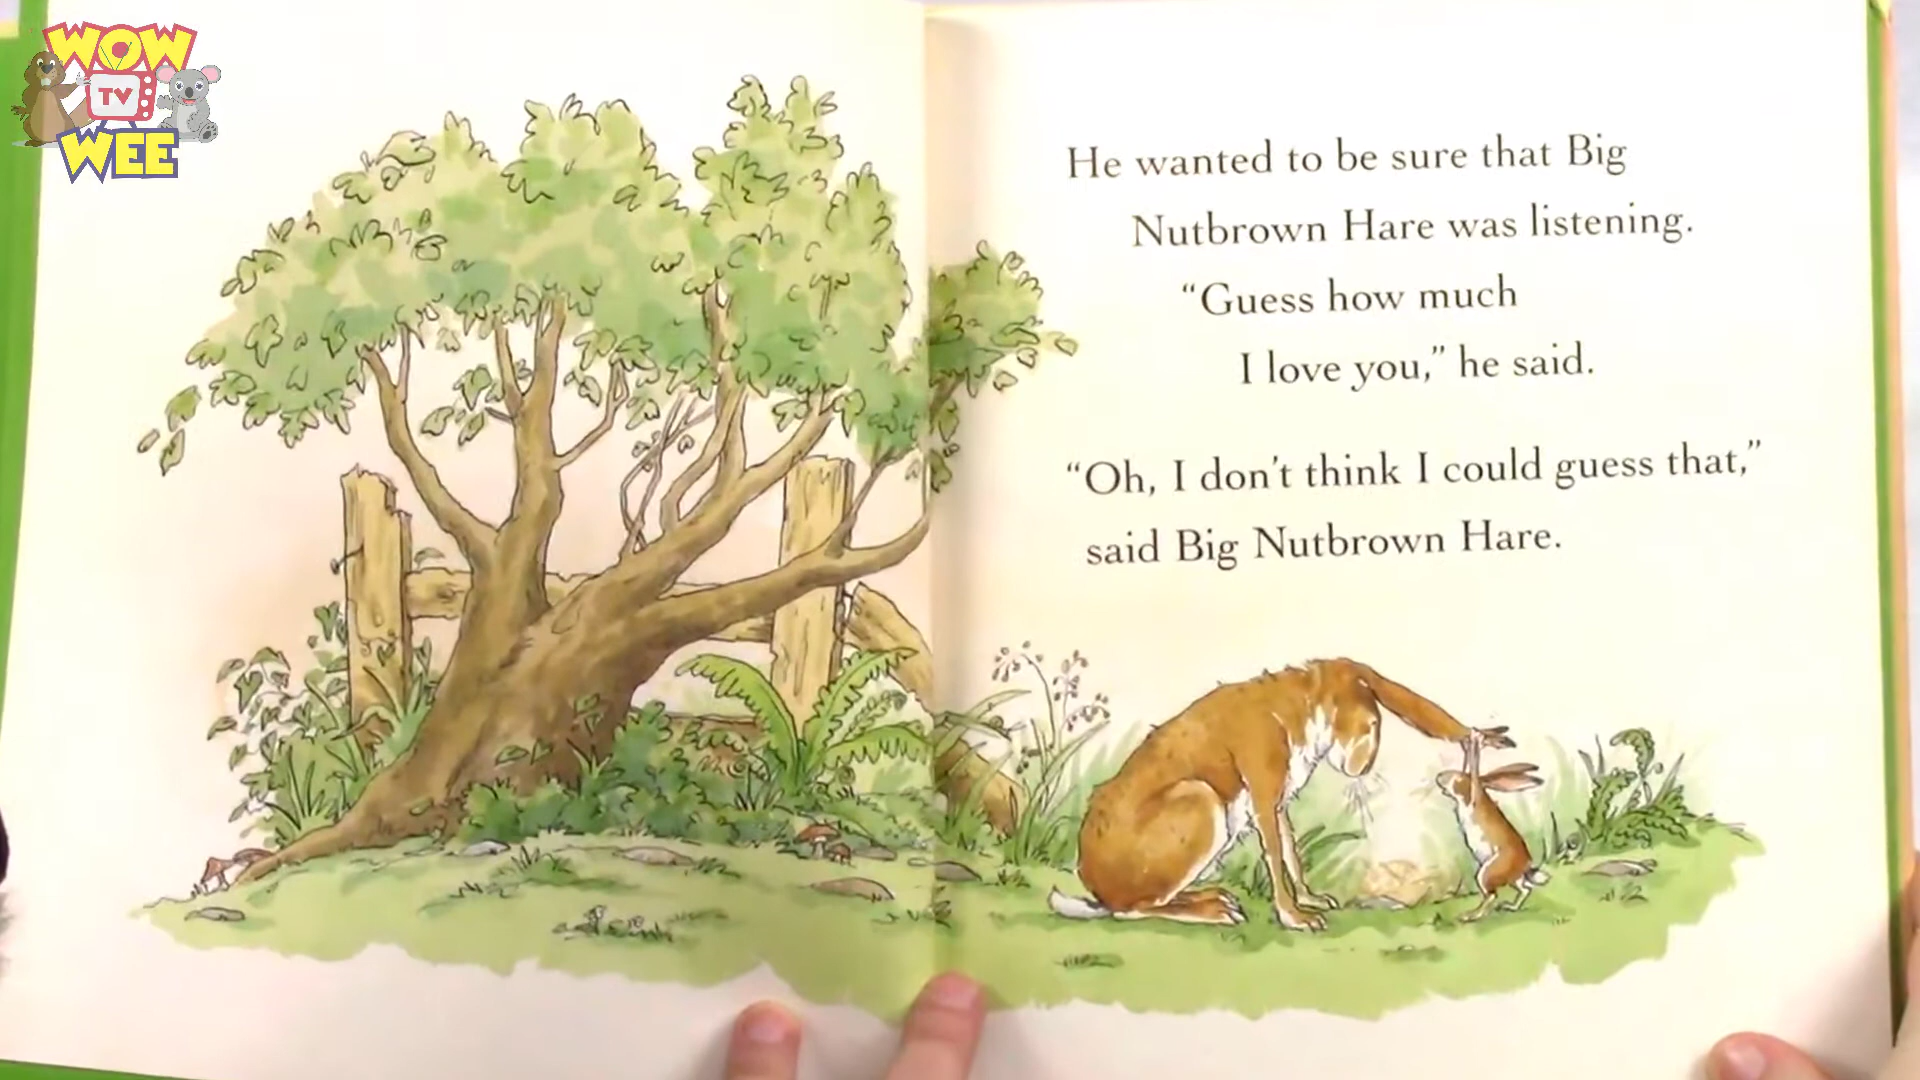 WOW
TV
WEE
He wanted to be sure that Big
Nutbrown Hare was listening.
“Guess how much
I love you,” he said.
“Oh, I don’t think I could guess that,”
said Big Nutbrown Hare.